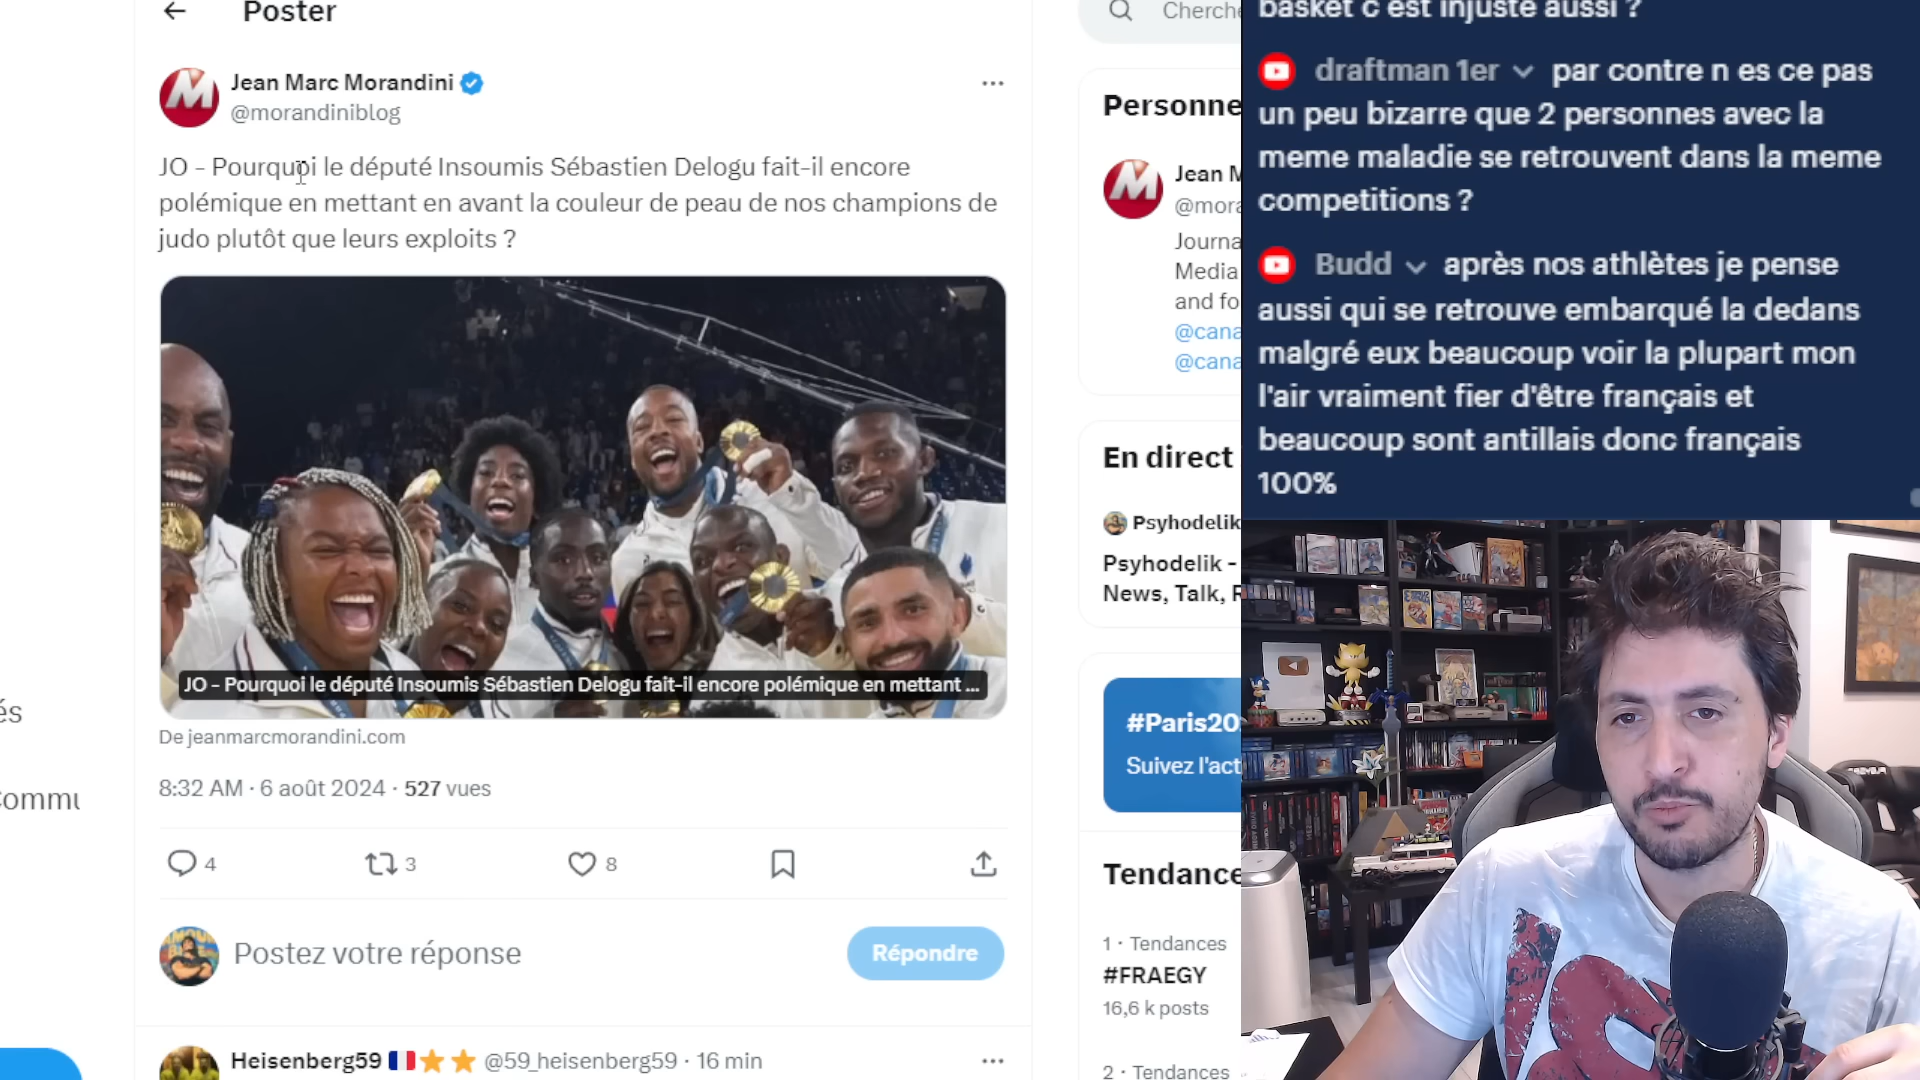 Poster
Jean Marc Morandini
@morandiniblog
JO - Pourquoi le député Insoumis Sébastien Delogu fait-il encore
polémique en mettant en avant la couleur de peau de nos champions de
judo plutôt que leurs exploits ?
JO - Pourquoi le député Insoumis Sébastien Delogu fait-il encore polémique en mettant ...
De jeanmarcmorandini.com
8:32 AM · 6 août 2024 · 527 vues
4
3
8
Postez votre réponse
Répondre
Heisenberg59 @59_heisenberg59 · 16 min
és
Commu
Cherche
Personne
Jean M
@mora
Journa
Media
and fo
@cana
@cana
En direct
Psyhodelik
Psyhodelik -
News, Talk, R
#Paris20
Suivez l'act
Tendance
1 · Tendances
#FRAEGY
16,6 k posts
2 · Tendances
basket c est injuste aussi ?
draftman 1er par contre n es ce pas
un peu bizarre que 2 personnes avec la
meme maladie se retrouvent dans la meme
competitions ?
Budd après nos athlètes je pense
aussi qui se retrouve embarqué la dedans
malgré eux beaucoup voir la plupart mon
l'air vraiment fier d'être français et
beaucoup sont antillais donc français
100%